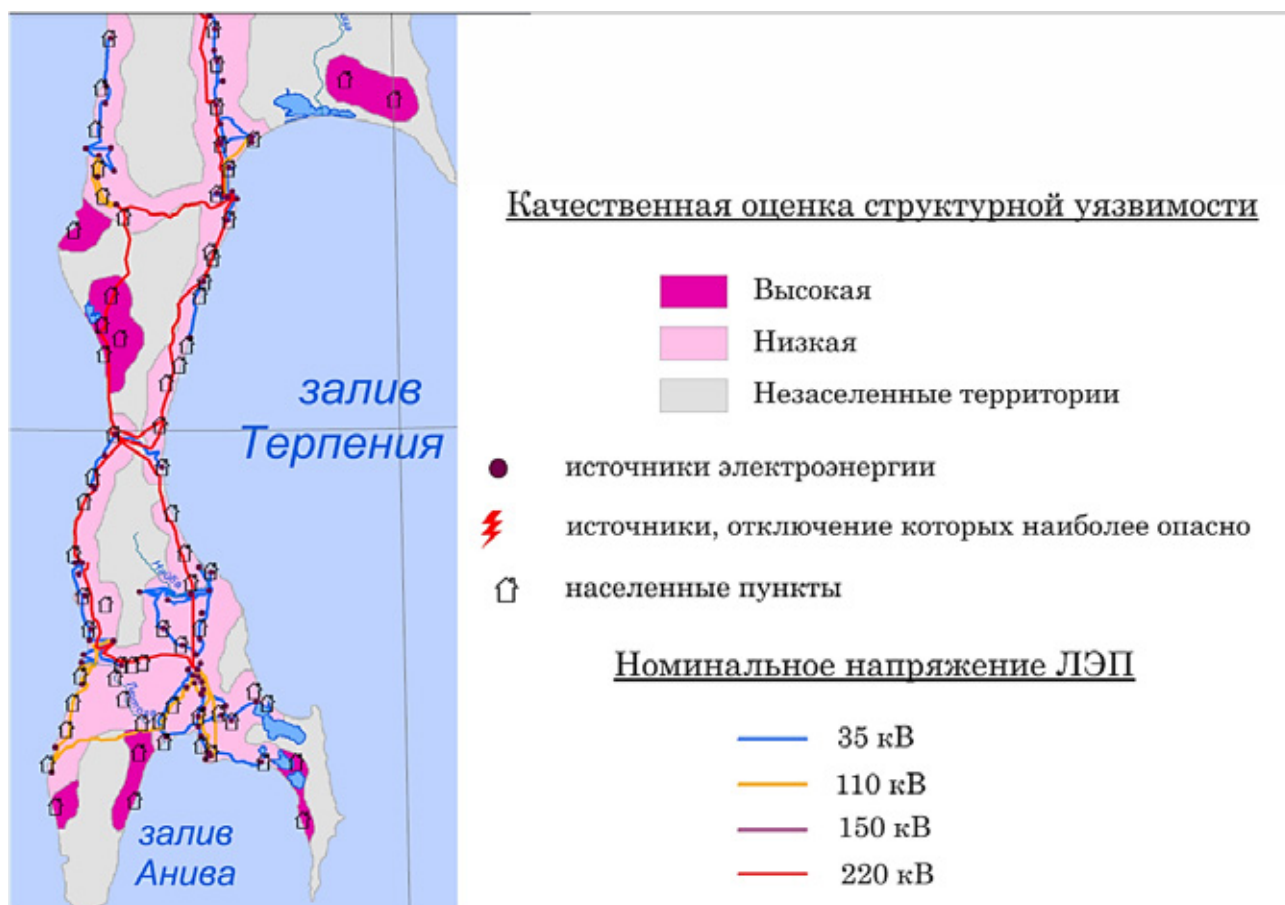 залив
Терпения
Найба
залив
Анива
Качественная оценка структурной уязвимости
Высокая
Низкая
Незаселенные территории
источники электроэнергии
источники, отключение которых наиболее опасно
населенные пункты
Номинальное напряжение ЛЭП
35 кВ
110 кВ
150 кВ
220 кВ